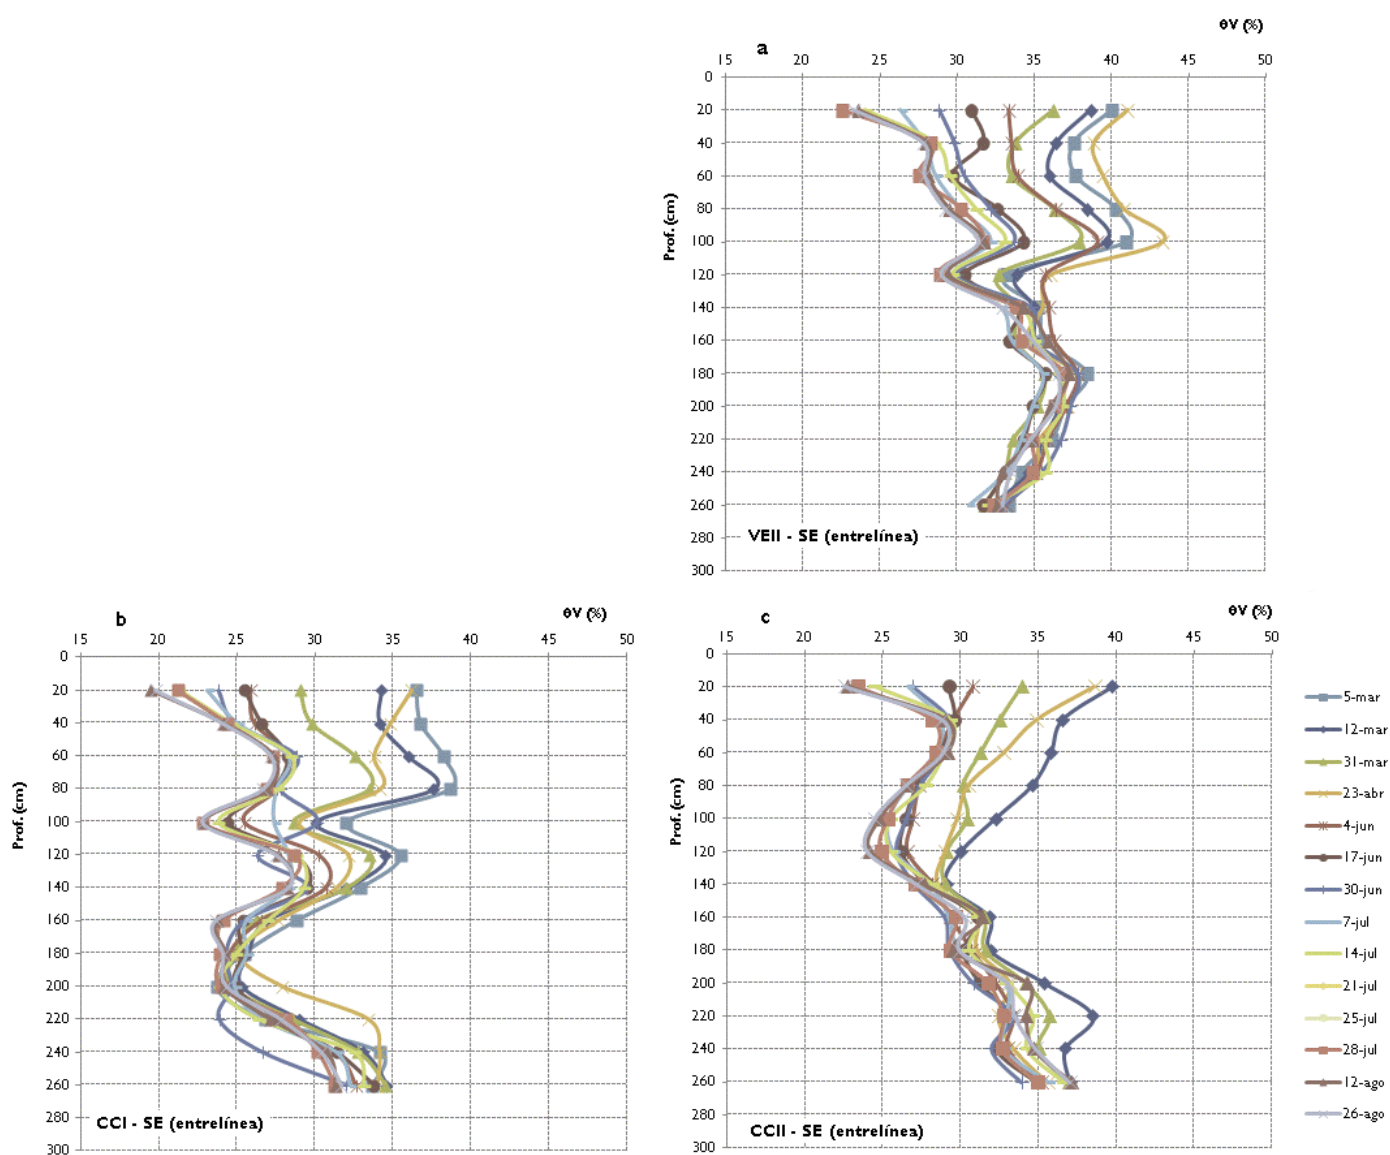 θV (%)
a
15 20 25 30 35 40 45 50
0
20
40
60
80
100
120
140
160
180
200
220
240
260
280
300
Prof. (cm)
VEII - SE (entrelínea)
b
θV (%)
15 20 25 30 35 40 45 50
0
20
40
60
80
100
120
140
160
180
200
220
240
260
280
300
Prof. (cm)
CCI - SE (entrelínea)
c
θV (%)
15 20 25 30 35 40 45 50
0
20
40
60
80
100
120
140
160
180
200
220
240
260
280
300
Prof. (cm)
CCII - SE (entrelínea)
5-mar
12-mar
31-mar
23-abr
4-jun
17-jun
30-jun
7-jul
14-jul
21-jul
25-jul
28-jul
12-ago
26-ago